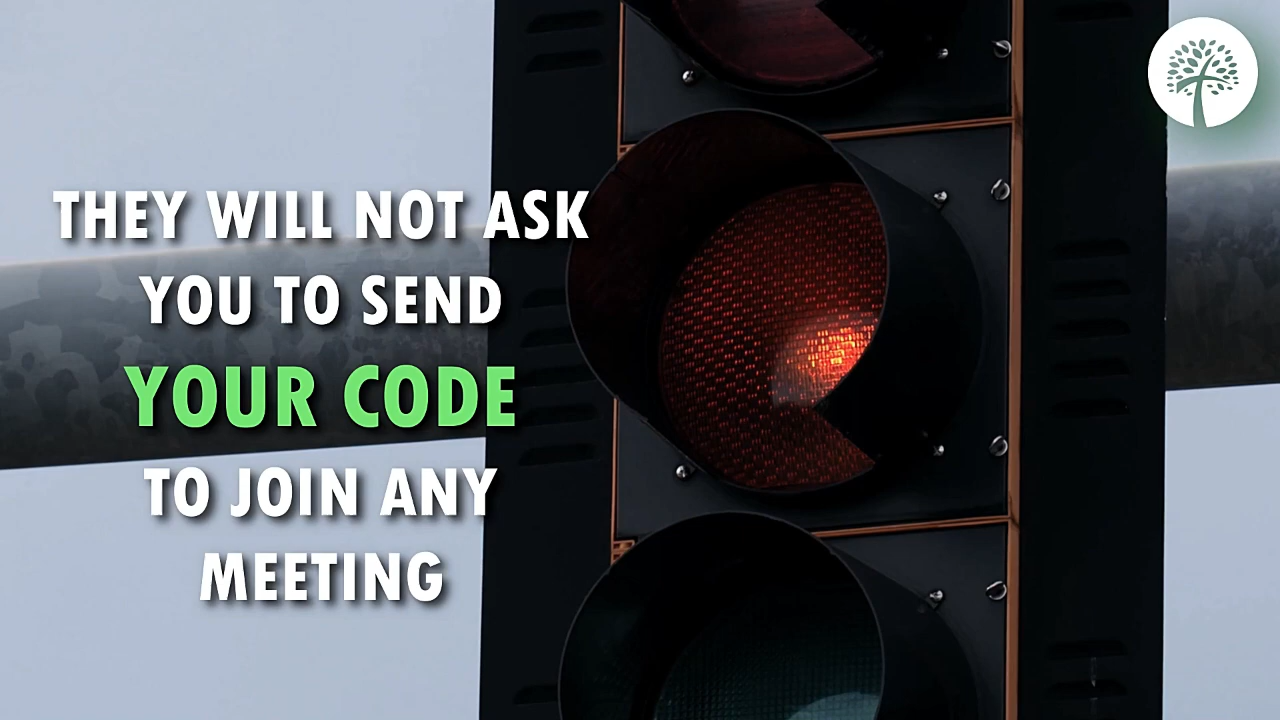 THEY WILL NOT ASK
YOU TO SEND
YOUR CODE
TO JOIN ANY
MEETING